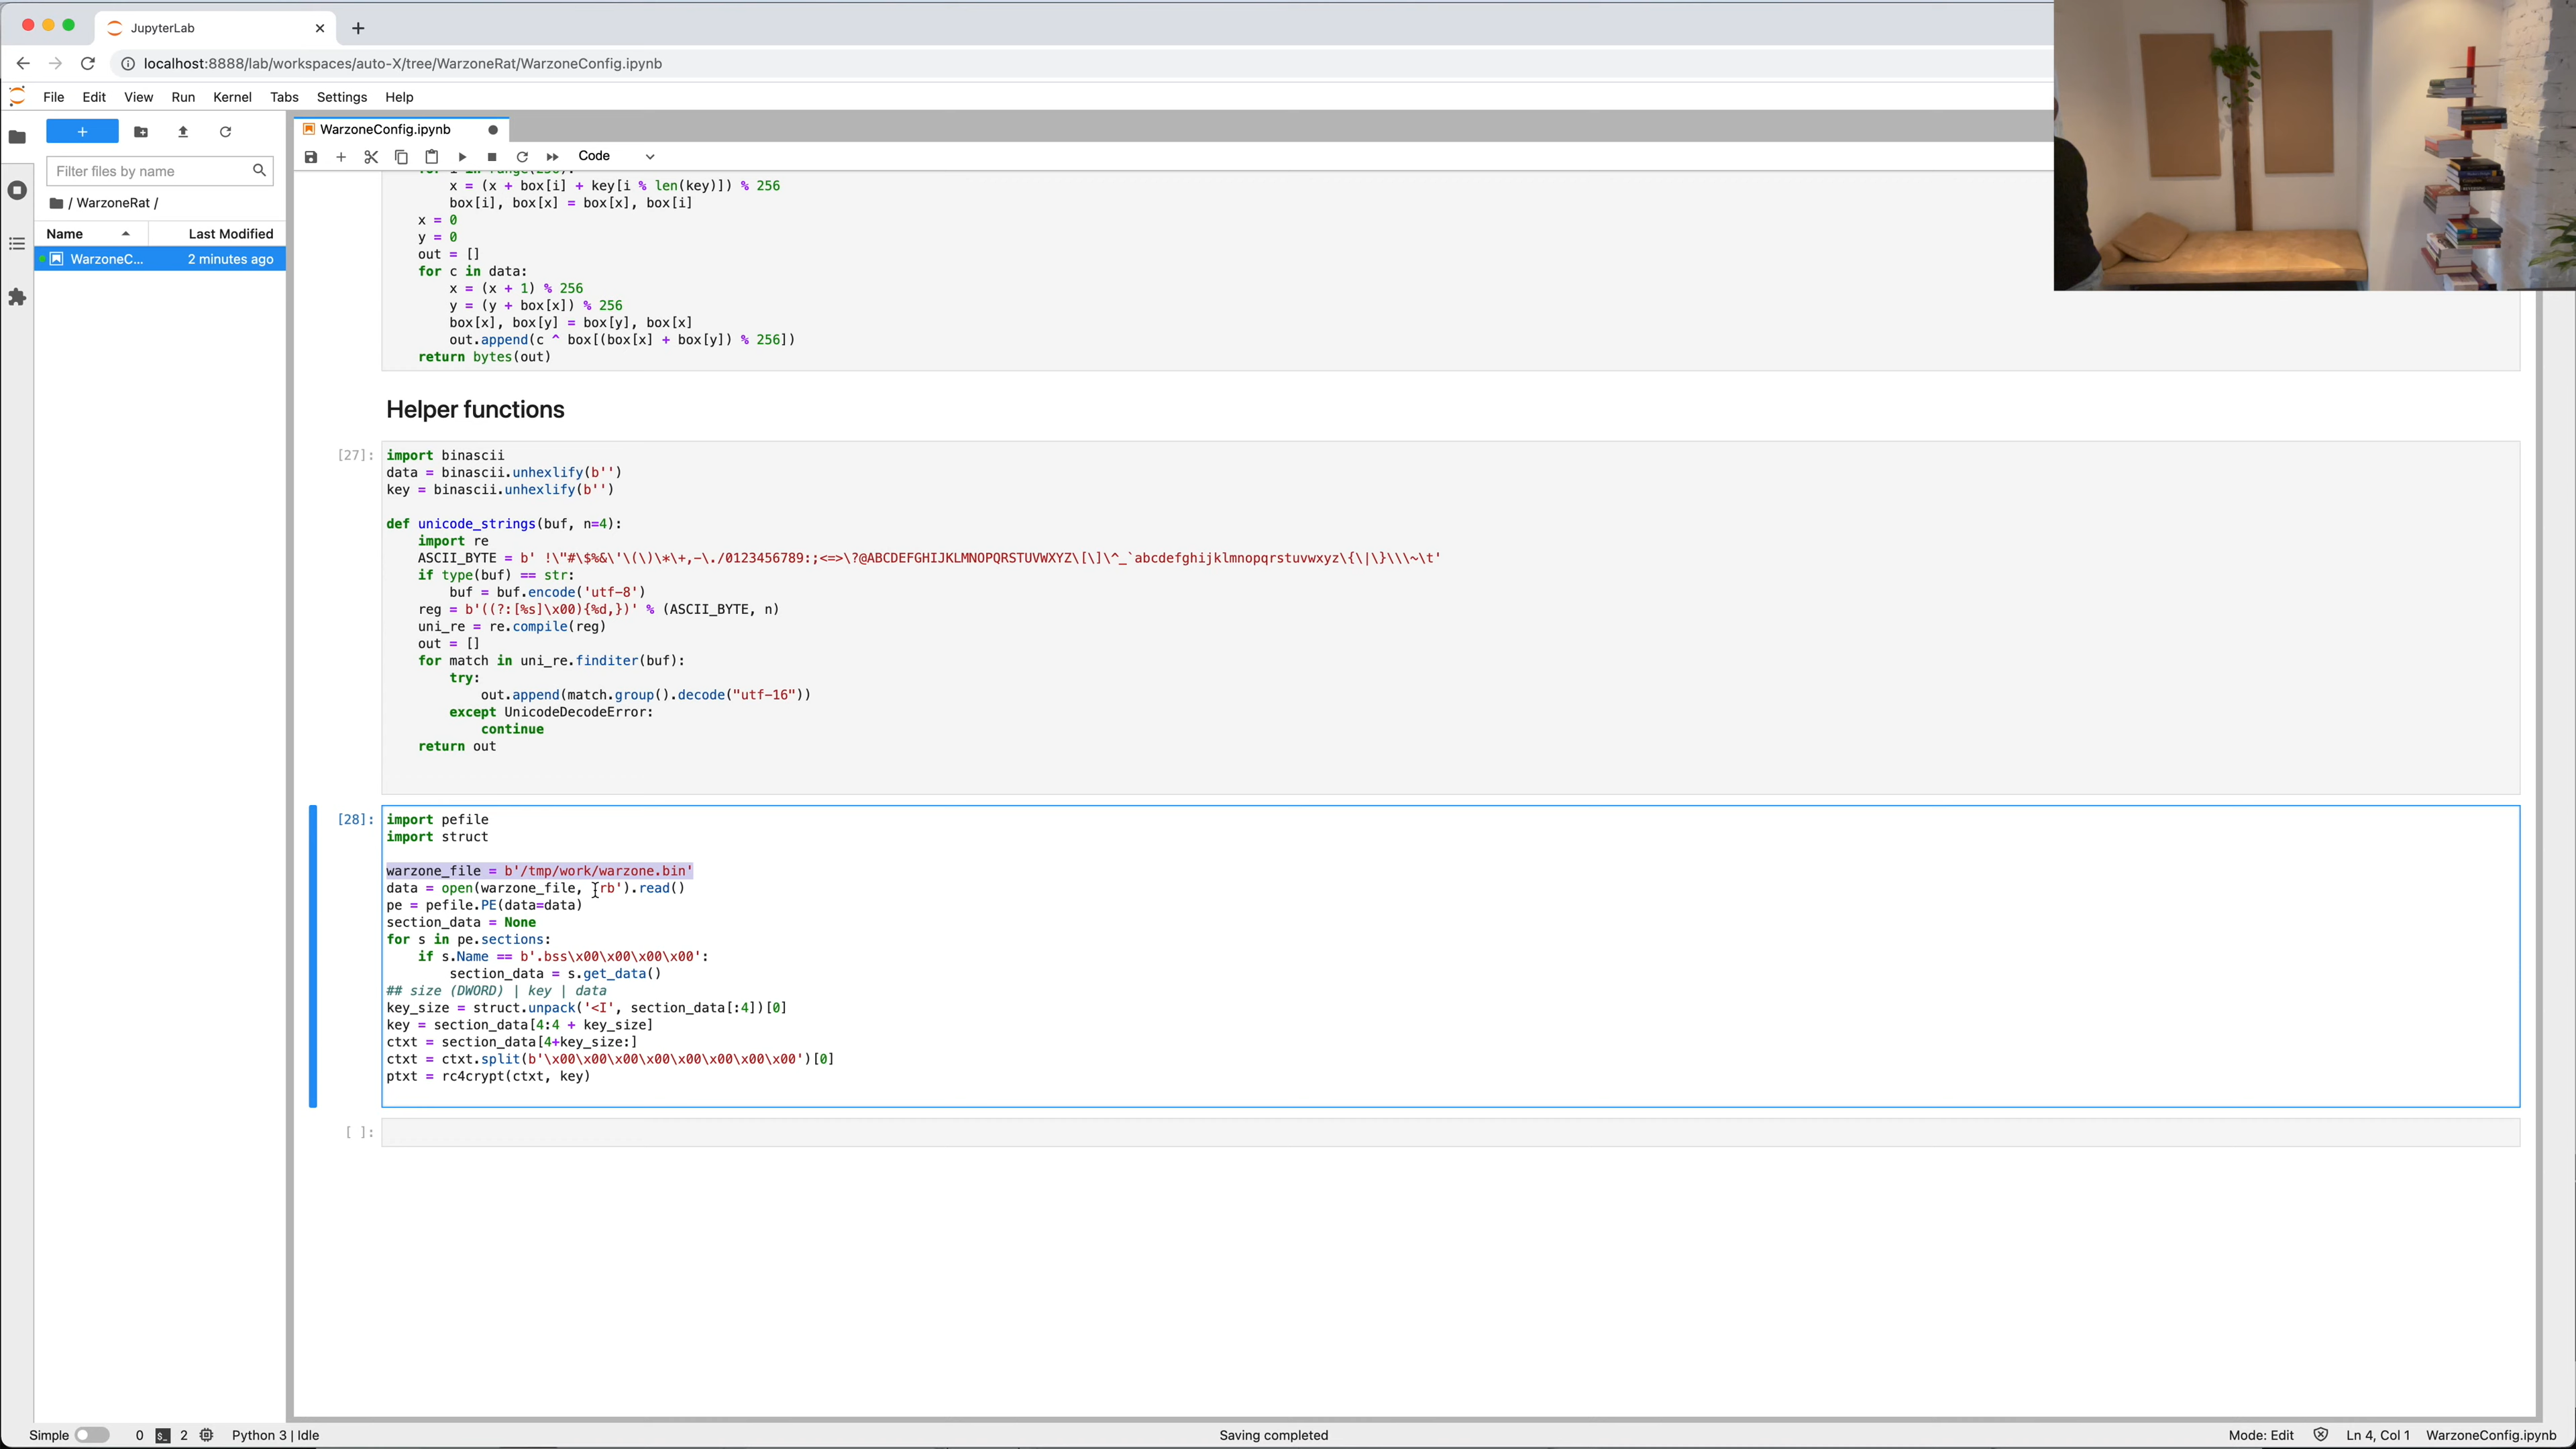 JupyterLab
localhost:8888/lab/workspaces/auto-X/tree/WarzoneRat/WarzoneConfig.ipynb
File Edit View Run Kernel Tabs Settings Help
WarzoneConfig.ipynb
Code
Filter files by name
/ WarzoneRat /
Name Last Modified
WarzoneC... 2 minutes ago
for i in range(256):
x = (x + box[i] + key[i % len(key)]) % 256
box[i], box[x] = box[x], box[i]
x = 0
y = 0
out = []
for c in data:
x = (x + 1) % 256
y = (y + box[x]) % 256
box[x], box[y] = box[y], box[x]
out.append(c ^ box[(box[x] + box[y]) % 256])
return bytes(out)
Helper functions
[27]:
import binascii
data = binascii.unhexlify(b'')
key = binascii.unhexlify(b'')
def unicode_strings(buf, n=4):
import re
ASCII_BYTE = b' !\"#\$%&\'\(\)\*\+,-\./0123456789:;<=>\?@ABCDEFGHIJKLMNOPQRSTUVWXYZ\[\]\^_`abcdefghijklmnopqrstuvwxyz\{\|\}\\\~\t'
if type(buf) == str:
buf = buf.encode('utf-8')
reg = b'((?:[%s]\x00){%d,})' % (ASCII_BYTE, n)
uni_re = re.compile(reg)
out = []
for match in uni_re.finditer(buf):
try:
out.append(match.group().decode("utf-16"))
except UnicodeDecodeError:
continue
return out
[28]:
import pefile
import struct
warzone_file = b'/tmp/work/warzone.bin'
data = open(warzone_file, 'rb').read()
pe = pefile.PE(data=data)
section_data = None
for s in pe.sections:
if s.Name == b'.bss\x00\x00\x00\x00':
section_data = s.get_data()
## size (DWORD) | key | data
key_size = struct.unpack('<I', section_data[:4])[0]
key = section_data[4:4 + key_size]
ctxt = section_data[4+key_size:]
ctxt = ctxt.split(b'\x00\x00\x00\x00\x00\x00\x00\x00')[0]
ptxt = rc4crypt(ctxt, key)
[ ]:
Simple 0 2 Python 3 | Idle Saving completed Mode: Edit Ln 4, Col 1 WarzoneConfig.ipynb